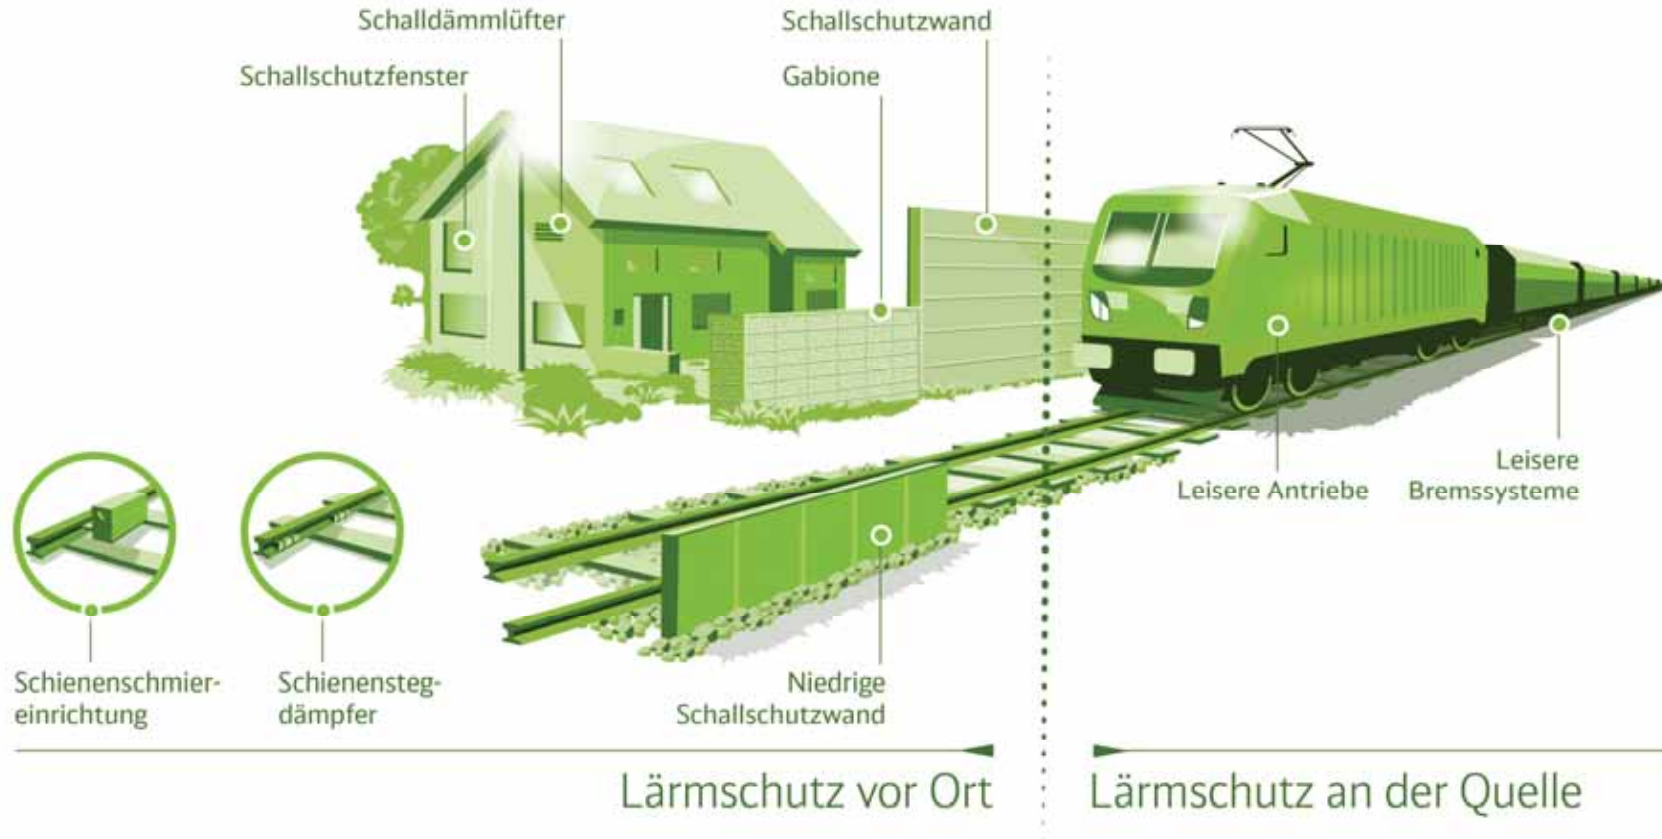 Schalldämmlüfter
Schallschutzwand
Schallschutzfenster
Gabione
Leisere
Leisere Antriebe
Bremssysteme
Schienenschmier-
einrichtung
Schienensteg-
dämpfer
Niedrige
Schallschutzwand
Lärmschutz vor Ort
Lärmschutz an der Quelle